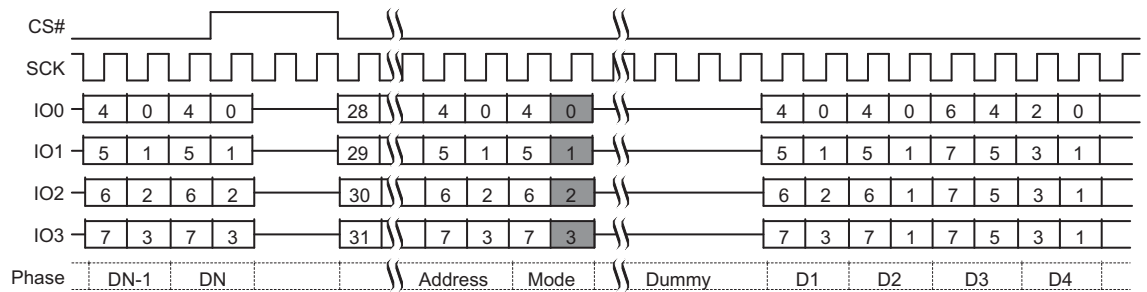 CS#
SCK
IO0 4 0 4 0 28 4 0 4 0 4 0 4 0 6 4 2 0
IO1 5 1 5 1 29 5 1 5 1 5 1 5 1 7 5 3 1
IO2 6 2 6 2 30 6 2 6 2 6 2 6 1 7 5 3 1
IO3 7 3 7 3 31 7 3 7 3 7 3 7 1 7 5 3 1
Phase DN-1 DN Address Mode Dummy D1 D2 D3 D4